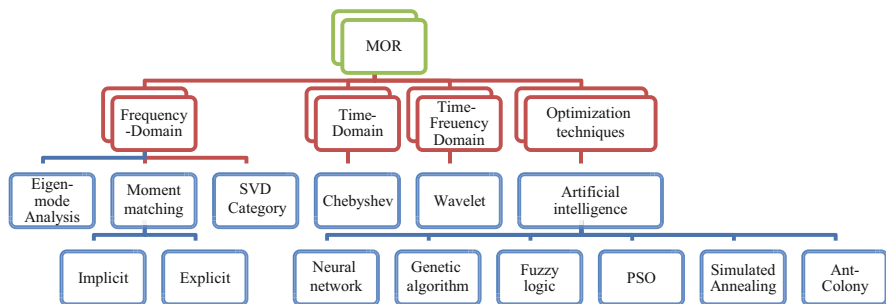 MOR
Frequency
-Domain
Time-
Domain
Time-
Freuency
Domain
Optimization
techniques
Eigen-
mode
Analysis
Moment
matching
SVD
Category
Chebyshev
Wavelet
Artificial
intelligence
Implicit
Explicit
Neural
network
Genetic
algorithm
Fuzzy
logic
PSO
Simulated
Annealing
Ant-
Colony